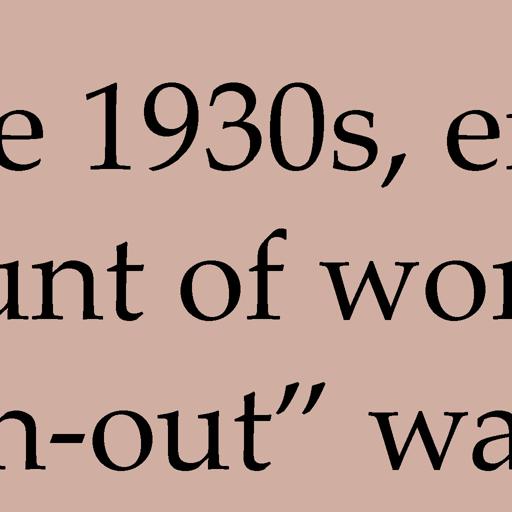 e 1930s, e
unt of wor
n-out” wa